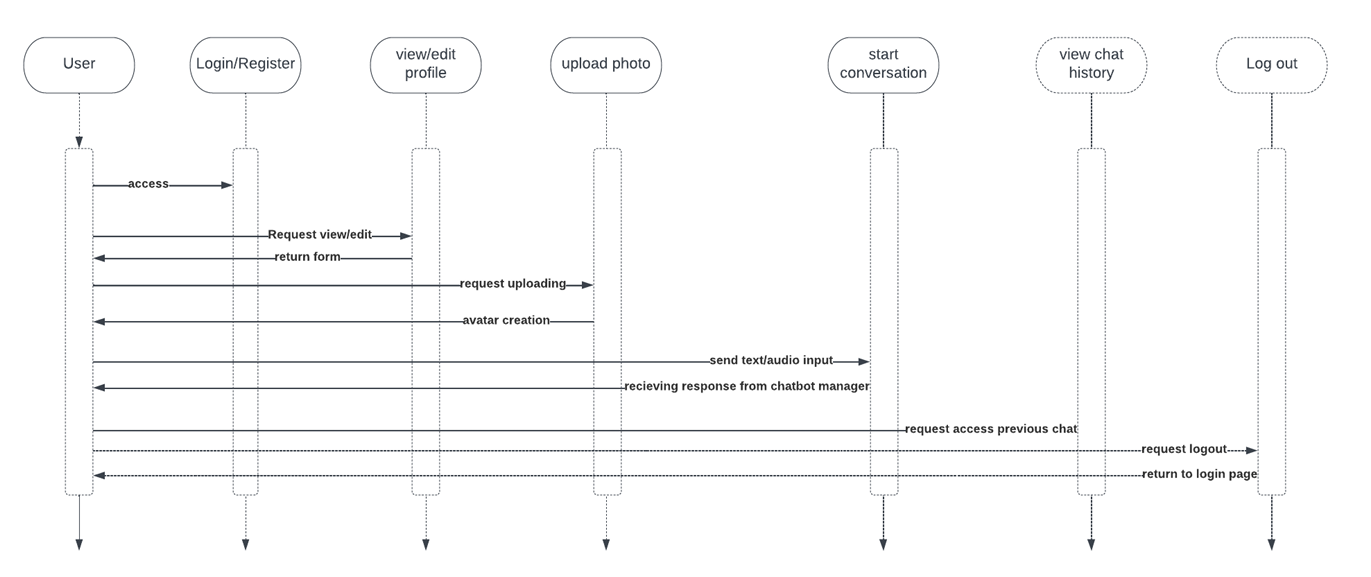 User
Login/Register
view/edit
profile
upload photo
start
conversation
view chat
history
Log out
access
Request view/edit
return form
request uploading
avatar creation
send text/audio input
recieving response from chatbot manager
request access previous chat
request logout
return to login page